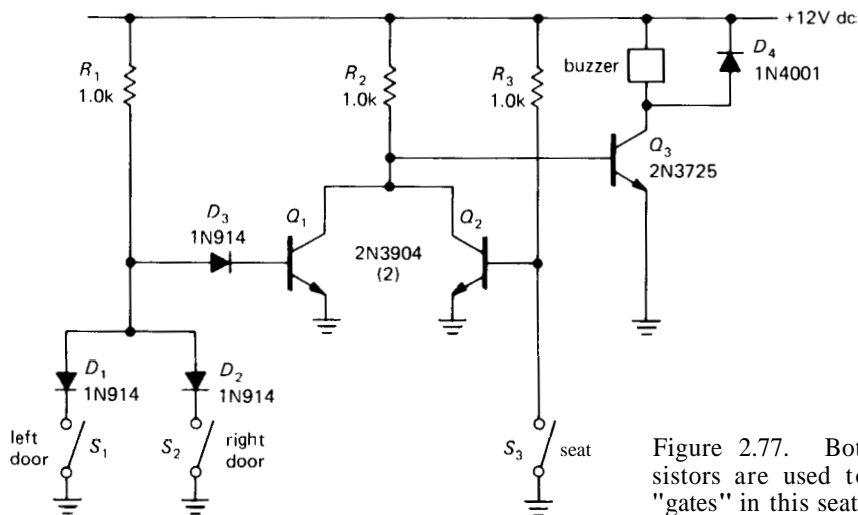 +12V dc
R1
1.0k
R2
1.0k
R3
1.0k
buzzer
D4
1N4001
Q3
2N3725
D3
1N914
Q1
Q2
2N3904
(2)
D1
1N914
D2
1N914
left
door
S1
S2
right
door
S3
seat
Figure 2.77.
are used
"gates" in this seat